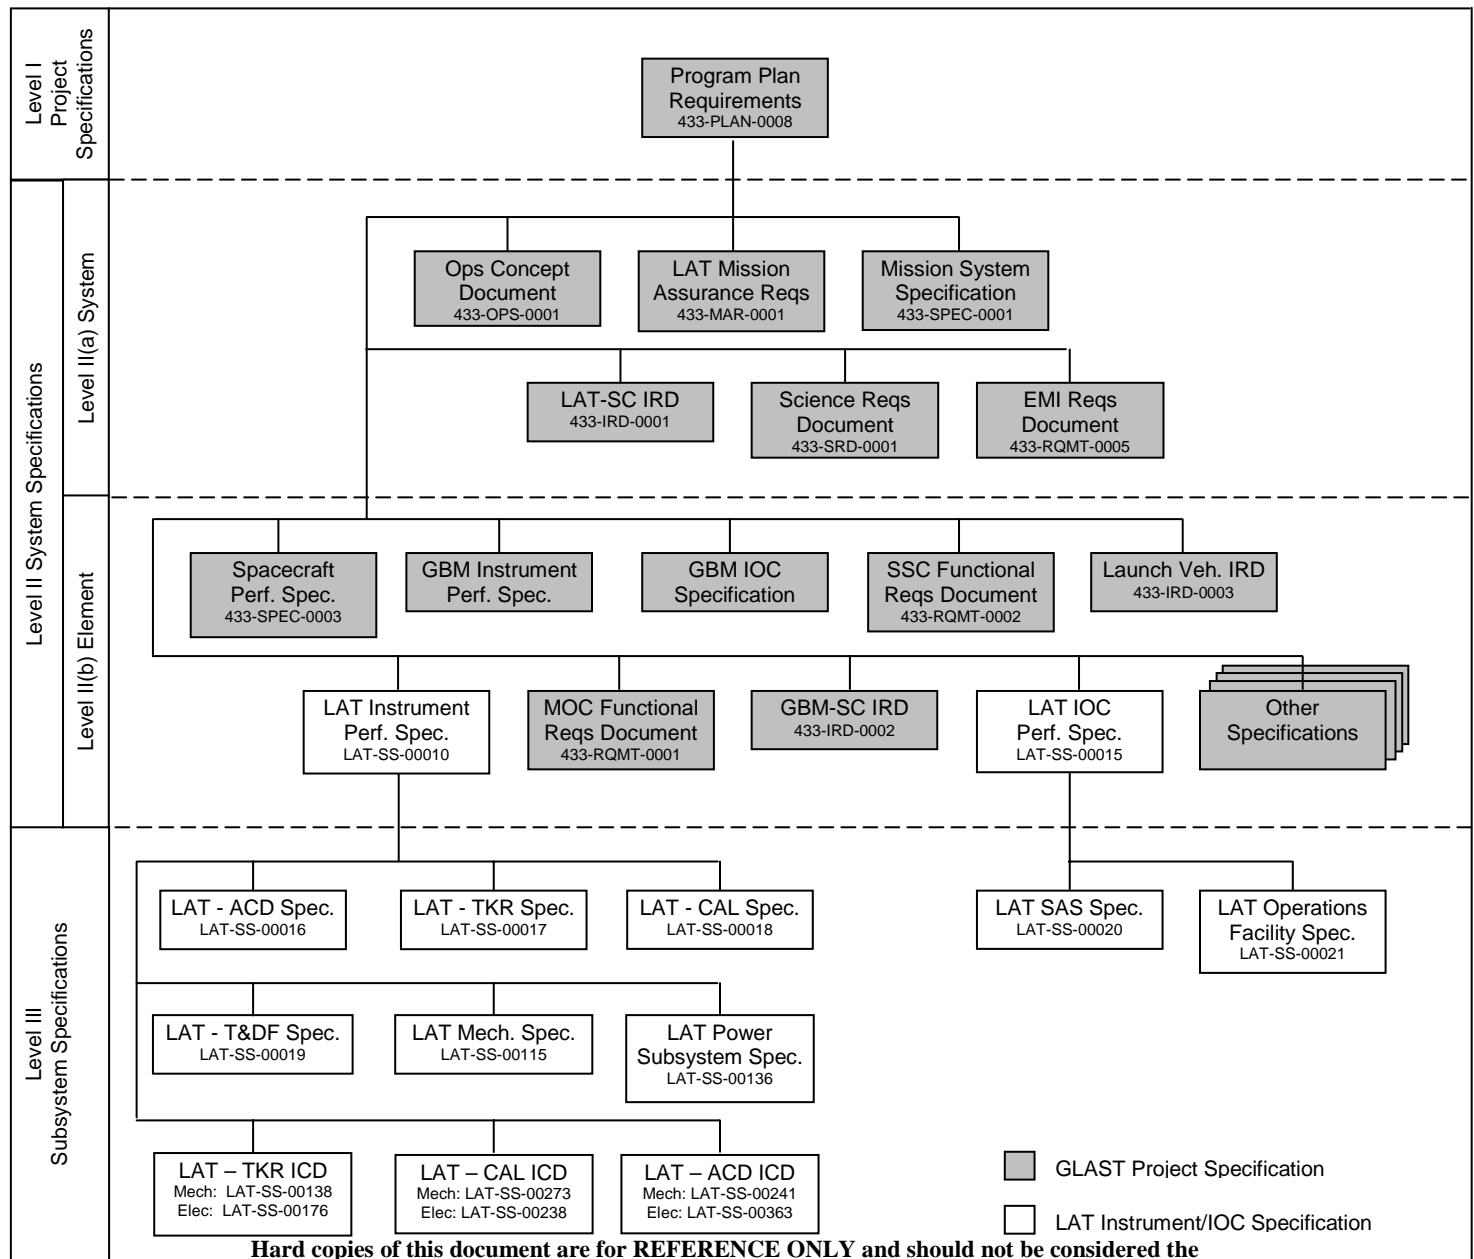 Level I
Project
Specifications
Program Plan
Requirements
433-PLAN-0008
Level II System Specifications
Level II(a) System
Ops Concept
Document
433-OPS-0001
LAT Mission
Assurance Reqs
433-MAR-0001
Mission System
Specification
433-SPEC-0001
LAT-SC IRD
433-IRD-0001
Science Reqs
Document
433-SRD-0001
EMI Reqs
Document
433-RQMT-0005
Level II(b) Element
Spacecraft
Perf. Spec.
433-SPEC-0003
GBM Instrument
Perf. Spec.
GBM IOC
Specification
SSC Functional
Reqs Document
433-RQMT-0002
Launch Veh. IRD
433-IRD-0003
LAT Instrument
Perf. Spec.
LAT-SS-00010
MOC Functional
Reqs Document
433-RQMT-0001
GBM-SC IRD
433-IRD-0002
LAT IOC
Perf. Spec.
LAT-SS-00015
Other
Specifications
Level III
Subsystem Specifications
LAT - ACD Spec.
LAT-SS-00016
LAT - TKR Spec.
LAT-SS-00017
LAT - CAL Spec.
LAT-SS-00018
LAT SAS Spec.
LAT-SS-00020
LAT Operations
Facility Spec.
LAT-SS-00021
LAT - T&DF Spec.
LAT-SS-00019
LAT Mech. Spec.
LAT-SS-00115
LAT Power
Subsystem Spec.
LAT-SS-00136
LAT – TKR ICD
Mech: LAT-SS-00138
Elec: LAT-SS-00176
LAT – CAL ICD
Mech: LAT-SS-00273
Elec: LAT-SS-00238
LAT – ACD ICD
Mech: LAT-SS-00241
Elec: LAT-SS-00363
GLAST Project Specification
LAT Instrument/IOC Specification
Hard copies of this document are for REFERENCE ONLY and should not be considered the